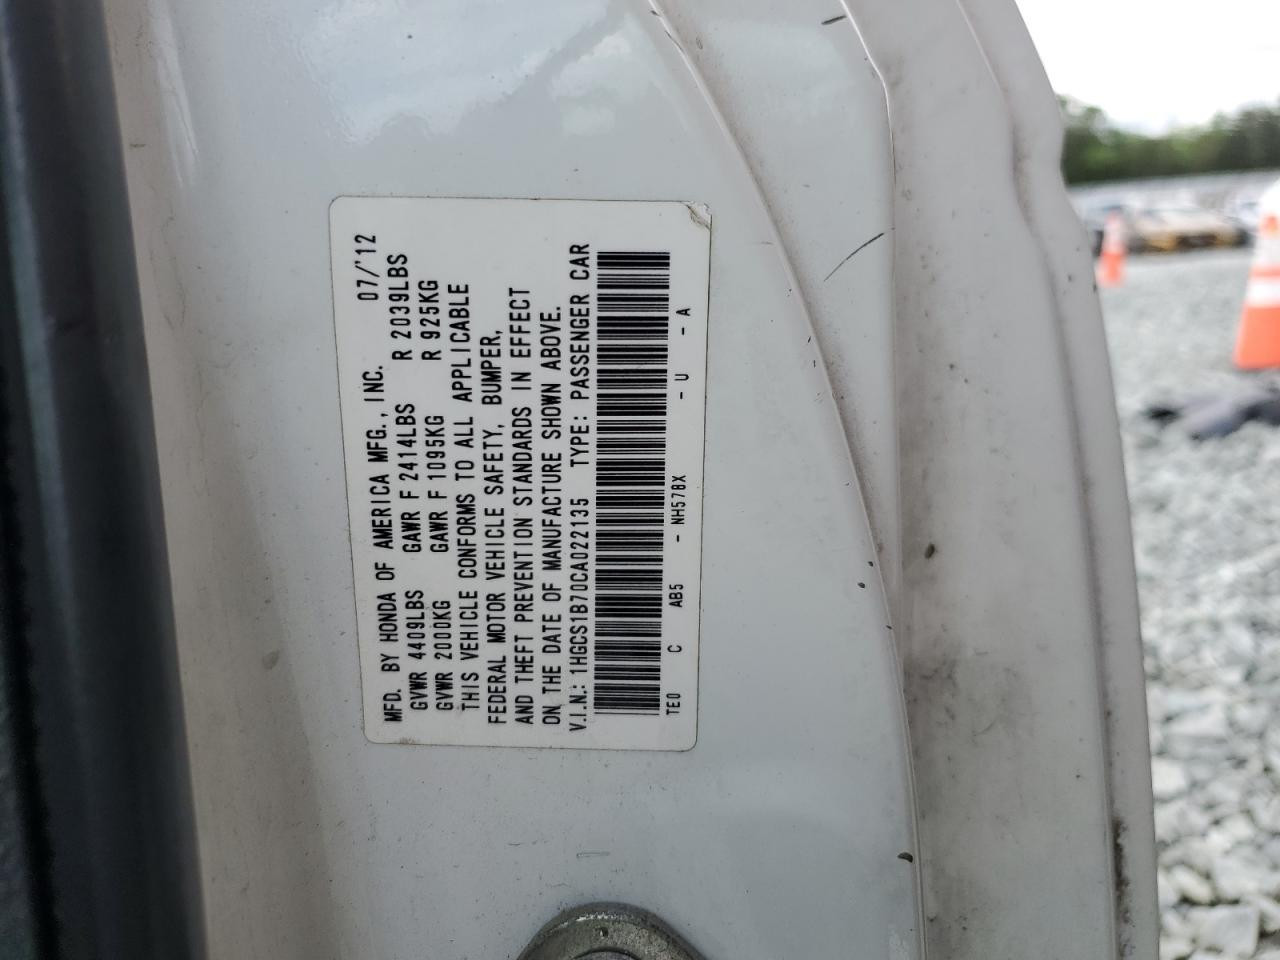 MFD. BY HONDA OF AMERICA MFG., INC. 07/'12
GVWR 4409LBS GAWR F 2414LBS R 2039LBS
GVWR 2000KG GAWR F 1095KG R 925KG
THIS VEHICLE CONFORMS TO ALL APPLICABLE
FEDERAL MOTOR VEHICLE SAFETY, BUMPER,
AND THEFT PREVENTION STANDARDS IN EFFECT
ON THE DATE OF MANUFACTURE SHOWN ABOVE.
V.I.N.: 1HGCS1B70CA022135 TYPE: PASSENGER CAR
TE0 C AB5 - NH578X - U - A